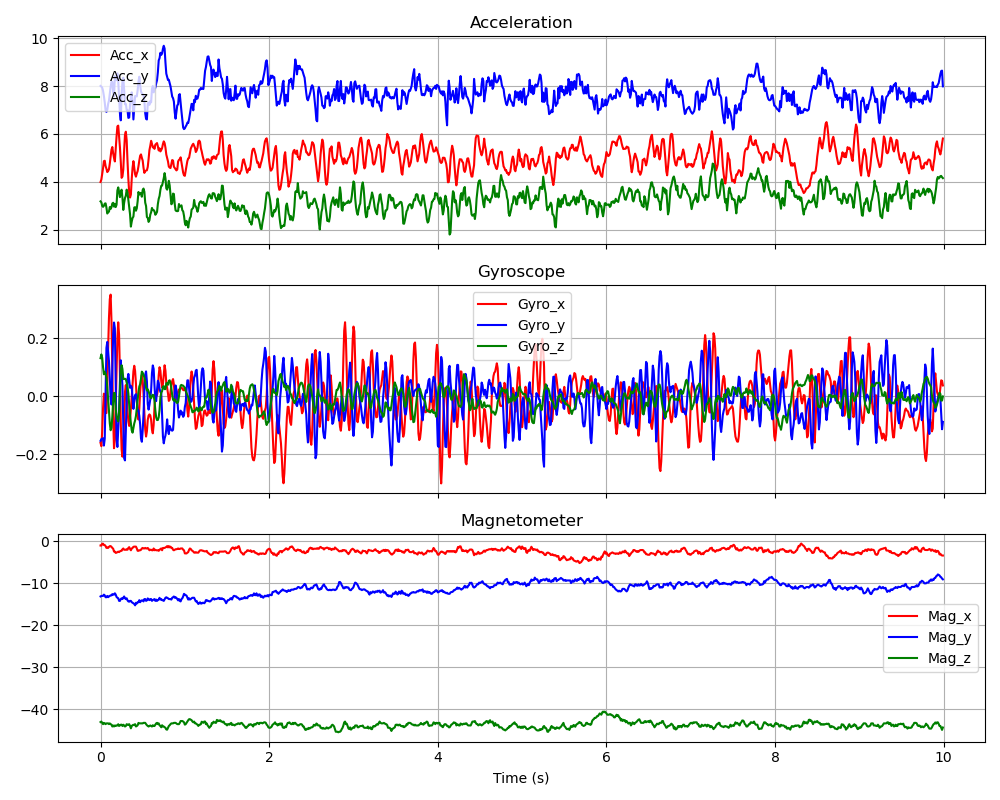 Acceleration
10
8
6
4
2
Acc_x
Acc_y
Acc_z
Gyroscope
0.2
0.0
−0.2
Gyro_x
Gyro_y
Gyro_z
Magnetometer
0
−10
−20
−30
−40
Mag_x
Mag_y
Mag_z
0 2 4 6 8 10
Time (s)